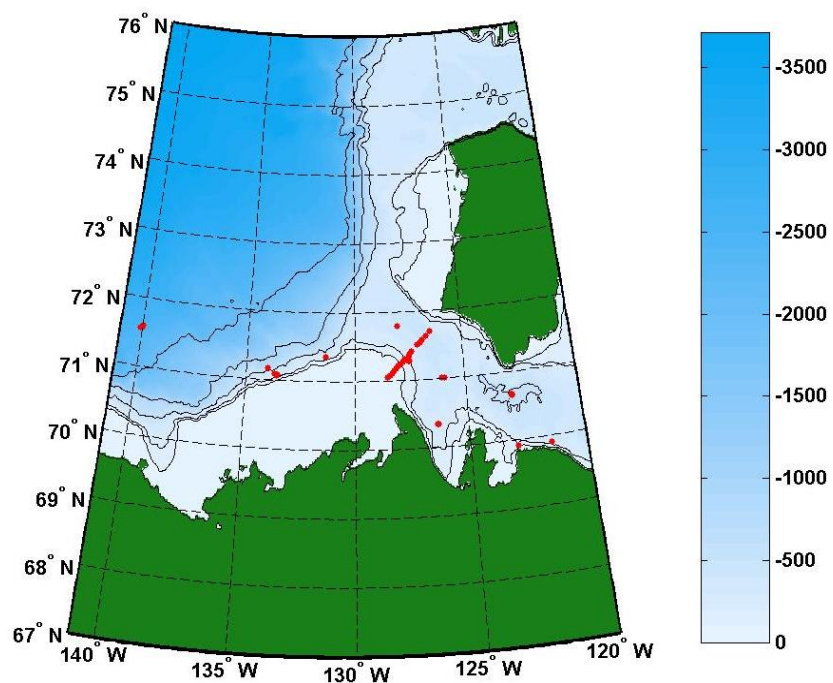 76° N
75° N
74° N
73° N
72° N
71° N
70° N
69° N
68° N
67° N
140° W
135° W
130° W
125° W
120° W
-3500
-3000
-2500
-2000
-1500
-1000
-500
0